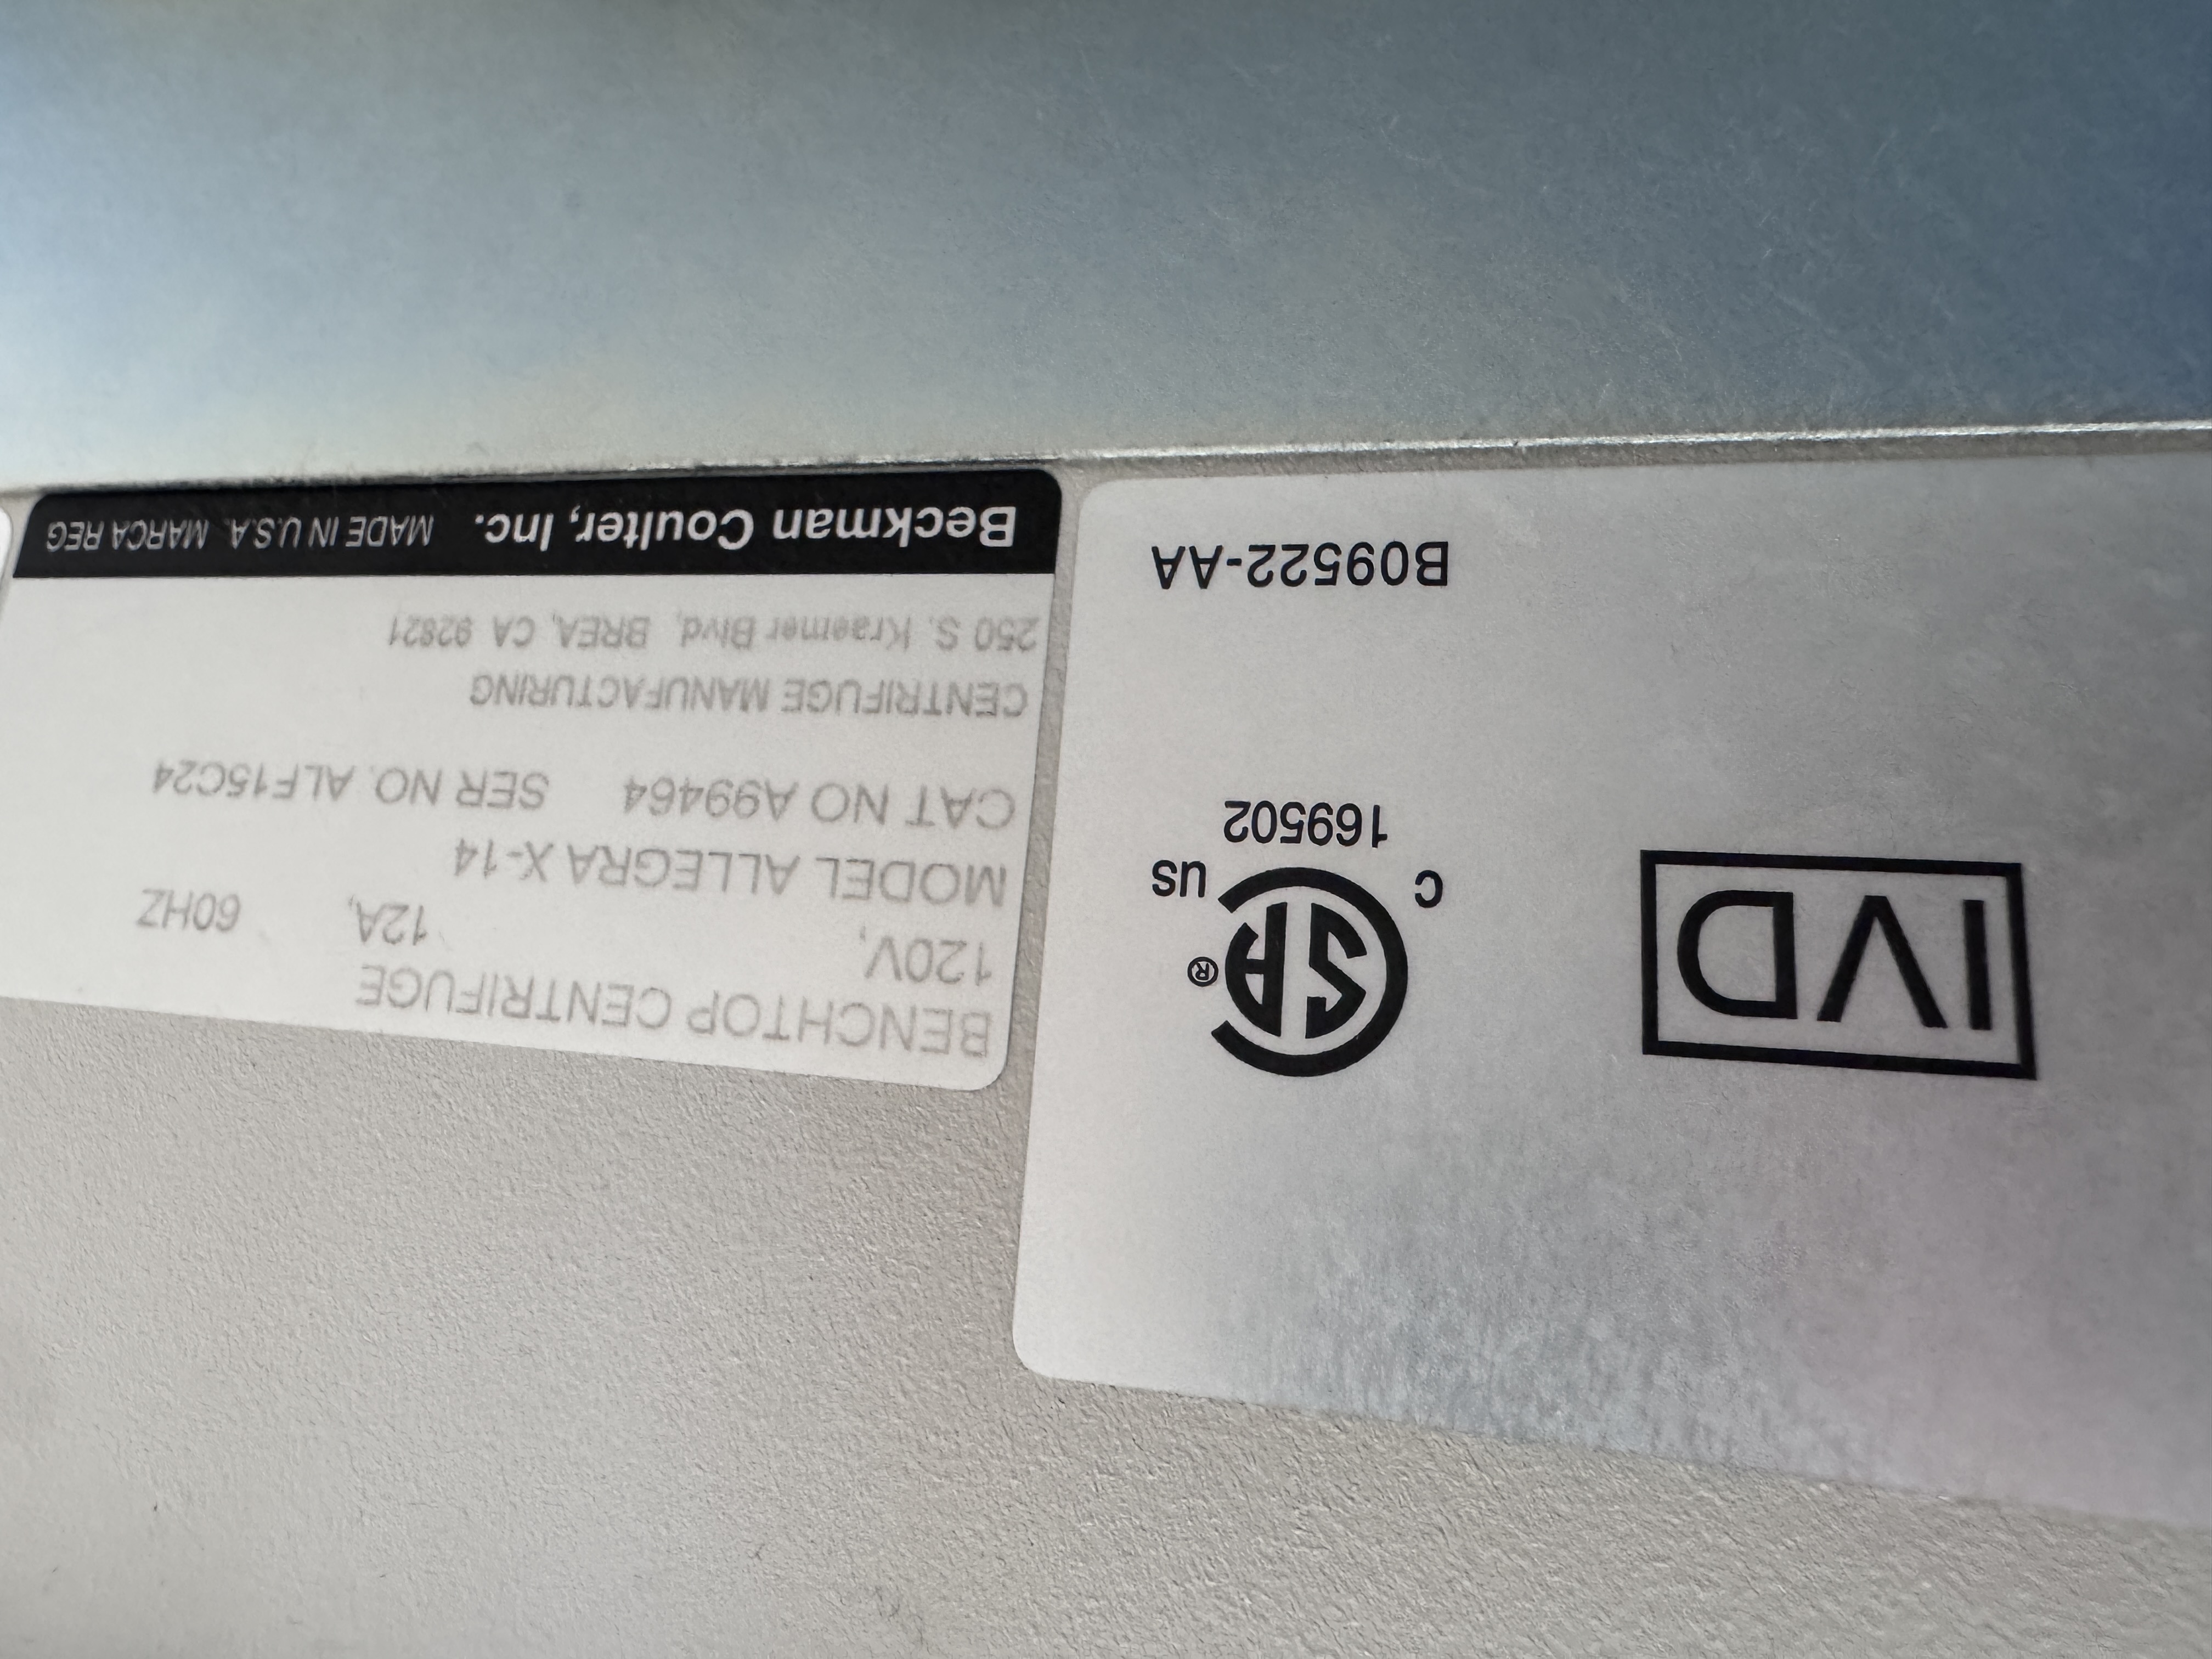 BENCHTOP CENTRIFUGE
120V, 12A, 60HZ
MODEL ALLEGRA X-14
CAT NO A99464 SER NO. ALF15C24
CENTRIFUGE MANUFACTURING
250 S. Kraemer Blvd, BREA, CA 92821
Beckman Coulter, Inc. MADE IN U.S.A. MARCA REG
IVD
SA®
C US
169502
B09522-AA